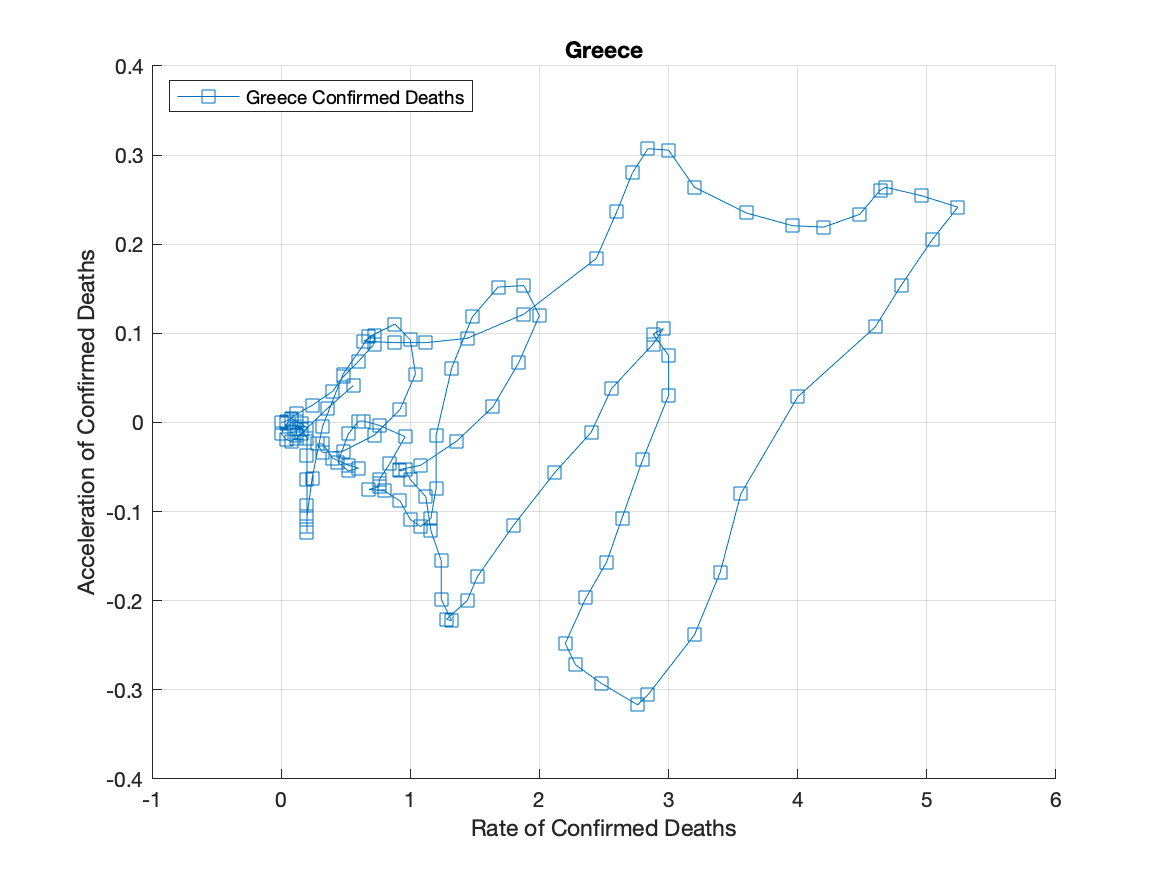 Greece
0.4
Greece Confirmed Deaths
0.3
0.2
0.1
0
-0.1
-0.2
-0.3
-0.4
Acceleration of Confirmed Deaths
-1 0 1 2 3 4 5 6
Rate of Confirmed Deaths